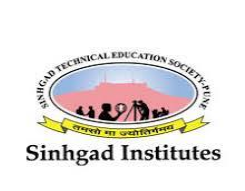 SINHGAD TECHNICAL EDUCATION SOCIETY-PUNE
तमसो मा ज्योतिर्गमय
Sinhgad Institutes